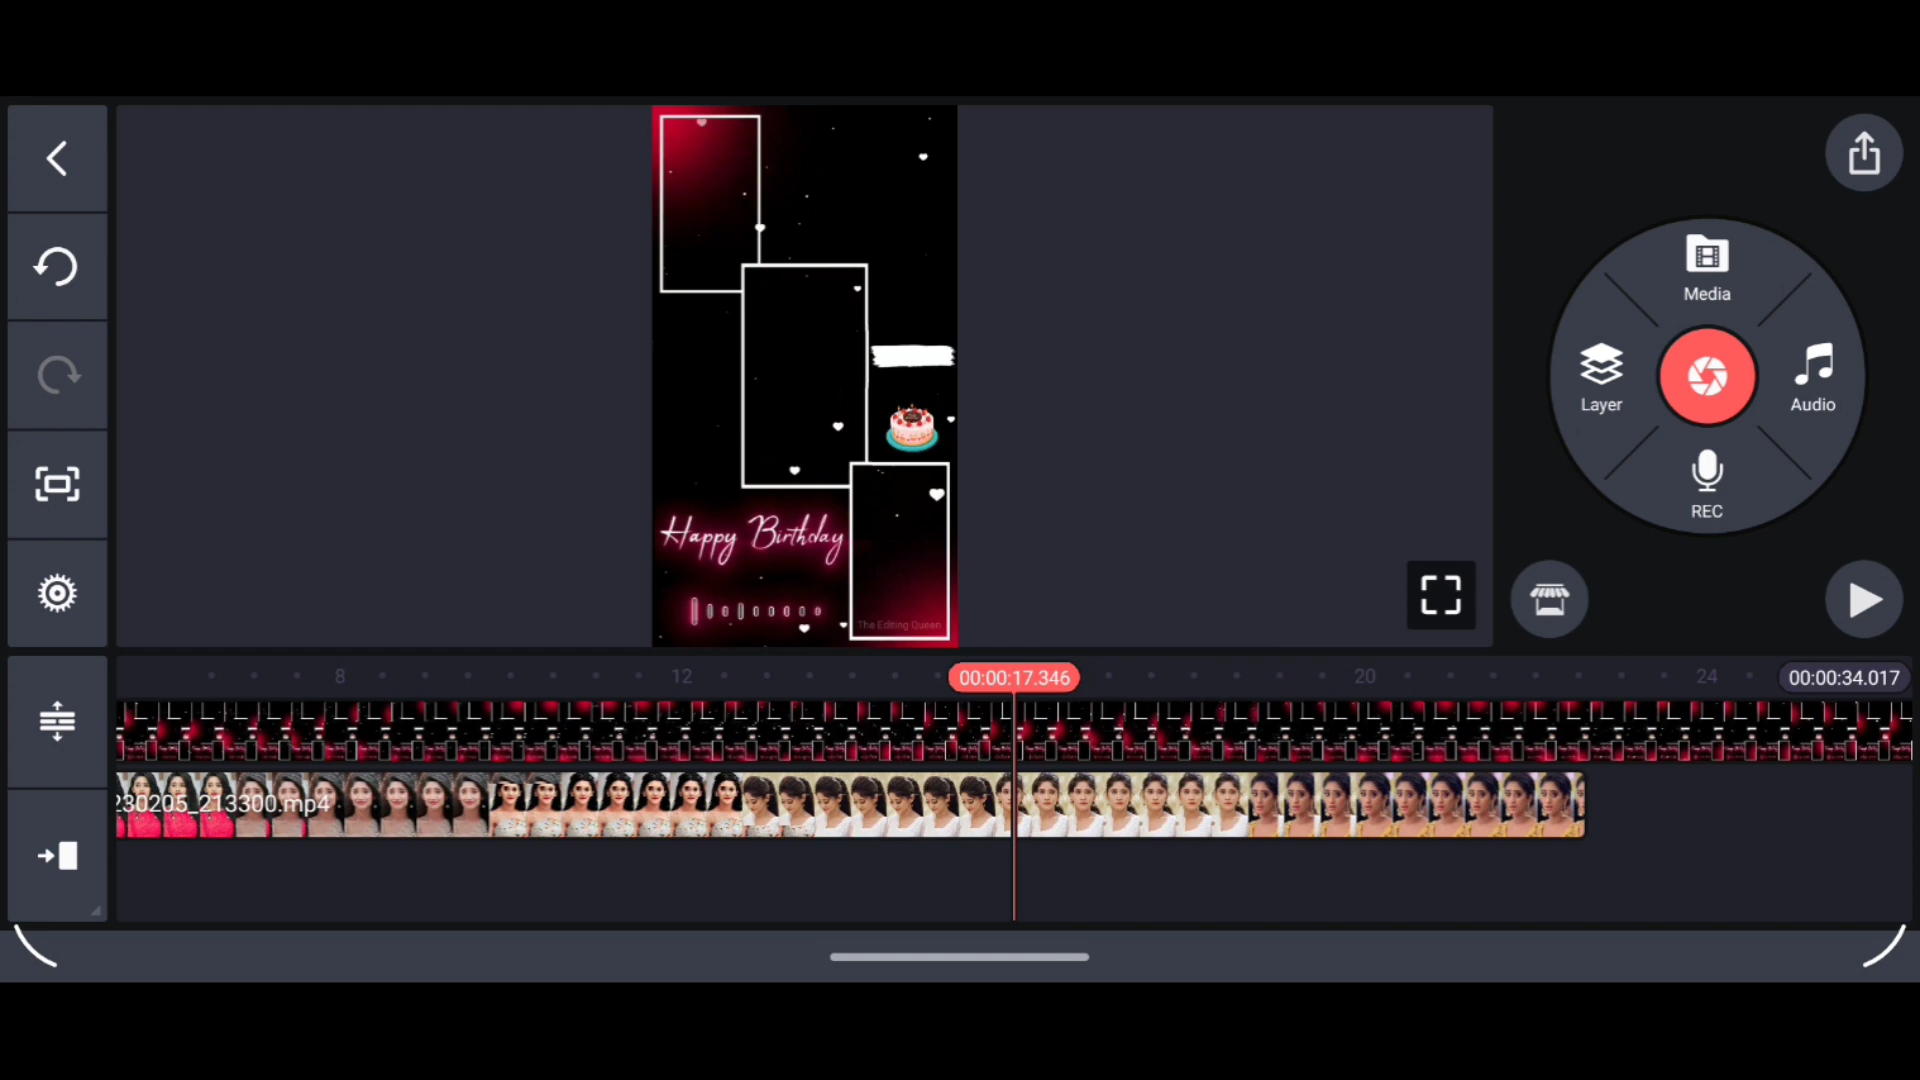 Media
Layer
Audio
REC
Happy Birthday
The Editing Queen
8
12
00:00:17.346
20
24
00:00:34.017
230205_213300.mp4